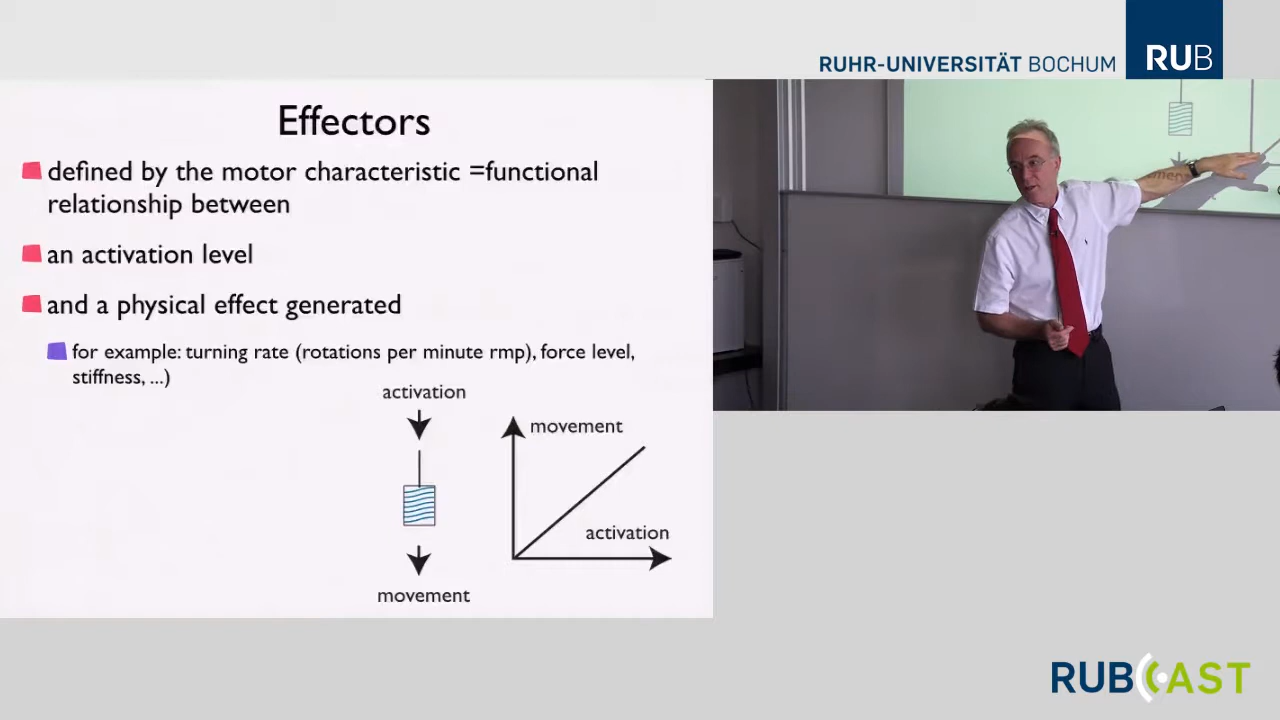 RUHR-UNIVERSITÄT BOCHUM
RUB
Effectors
defined by the motor characteristic =functional
relationship between
an activation level
and a physical effect generated
for example: turning rate (rotations per minute rmp), force level,
stiffness, ...)
activation
movement
activation
movement
RUBCAST